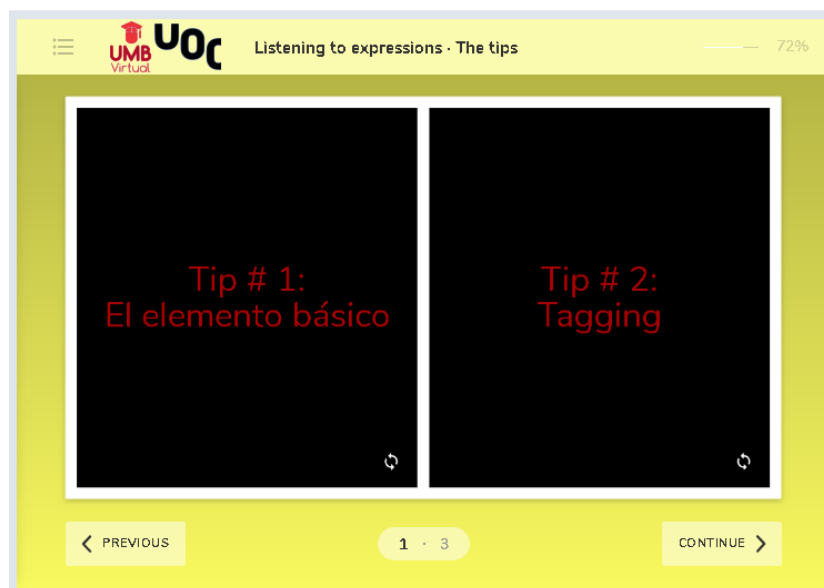 UMB
Virtual
UOC
Listening to expressions · The tips
72%
Tip # 1:
El elemento básico
Tip # 2:
Tagging
PREVIOUS
1 · 3
CONTINUE